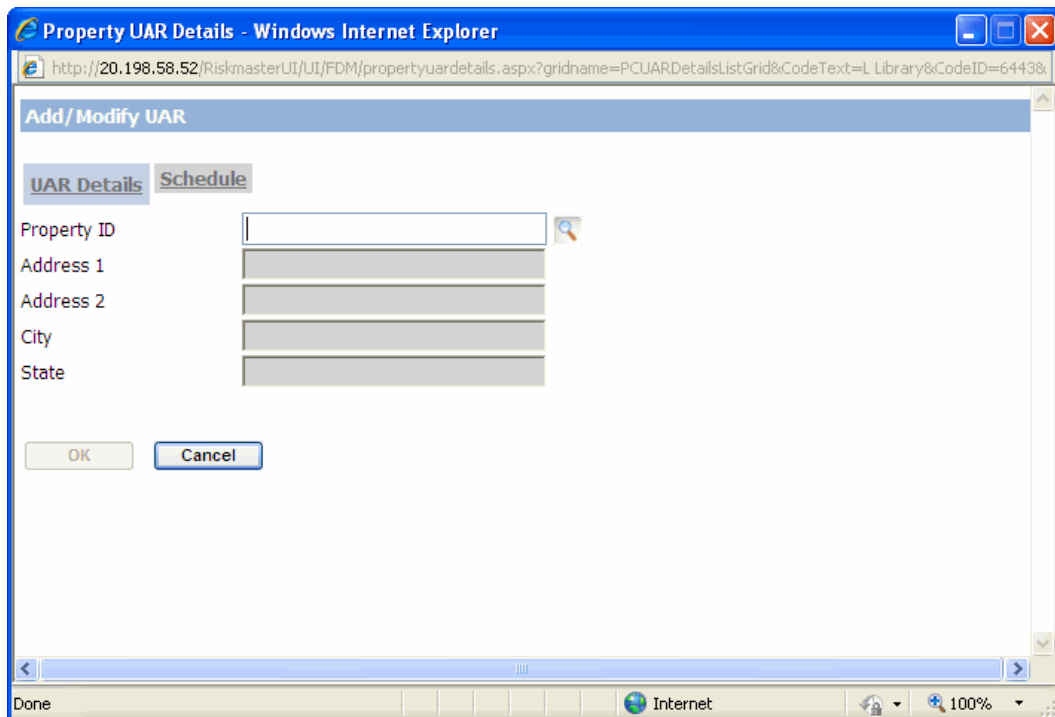 Property UAR Details - Windows Internet Explorer
http://20.198.58.52/RiskmasterUI/UI/FDM/propertyuardetails.aspx?gridname=PCUARDetailsListGrid&CodeText=L Library&CodeID=6443&
Add/Modify UAR
UAR Details Schedule
Property ID
Address 1
Address 2
City
State
OK Cancel
Done Internet 100%